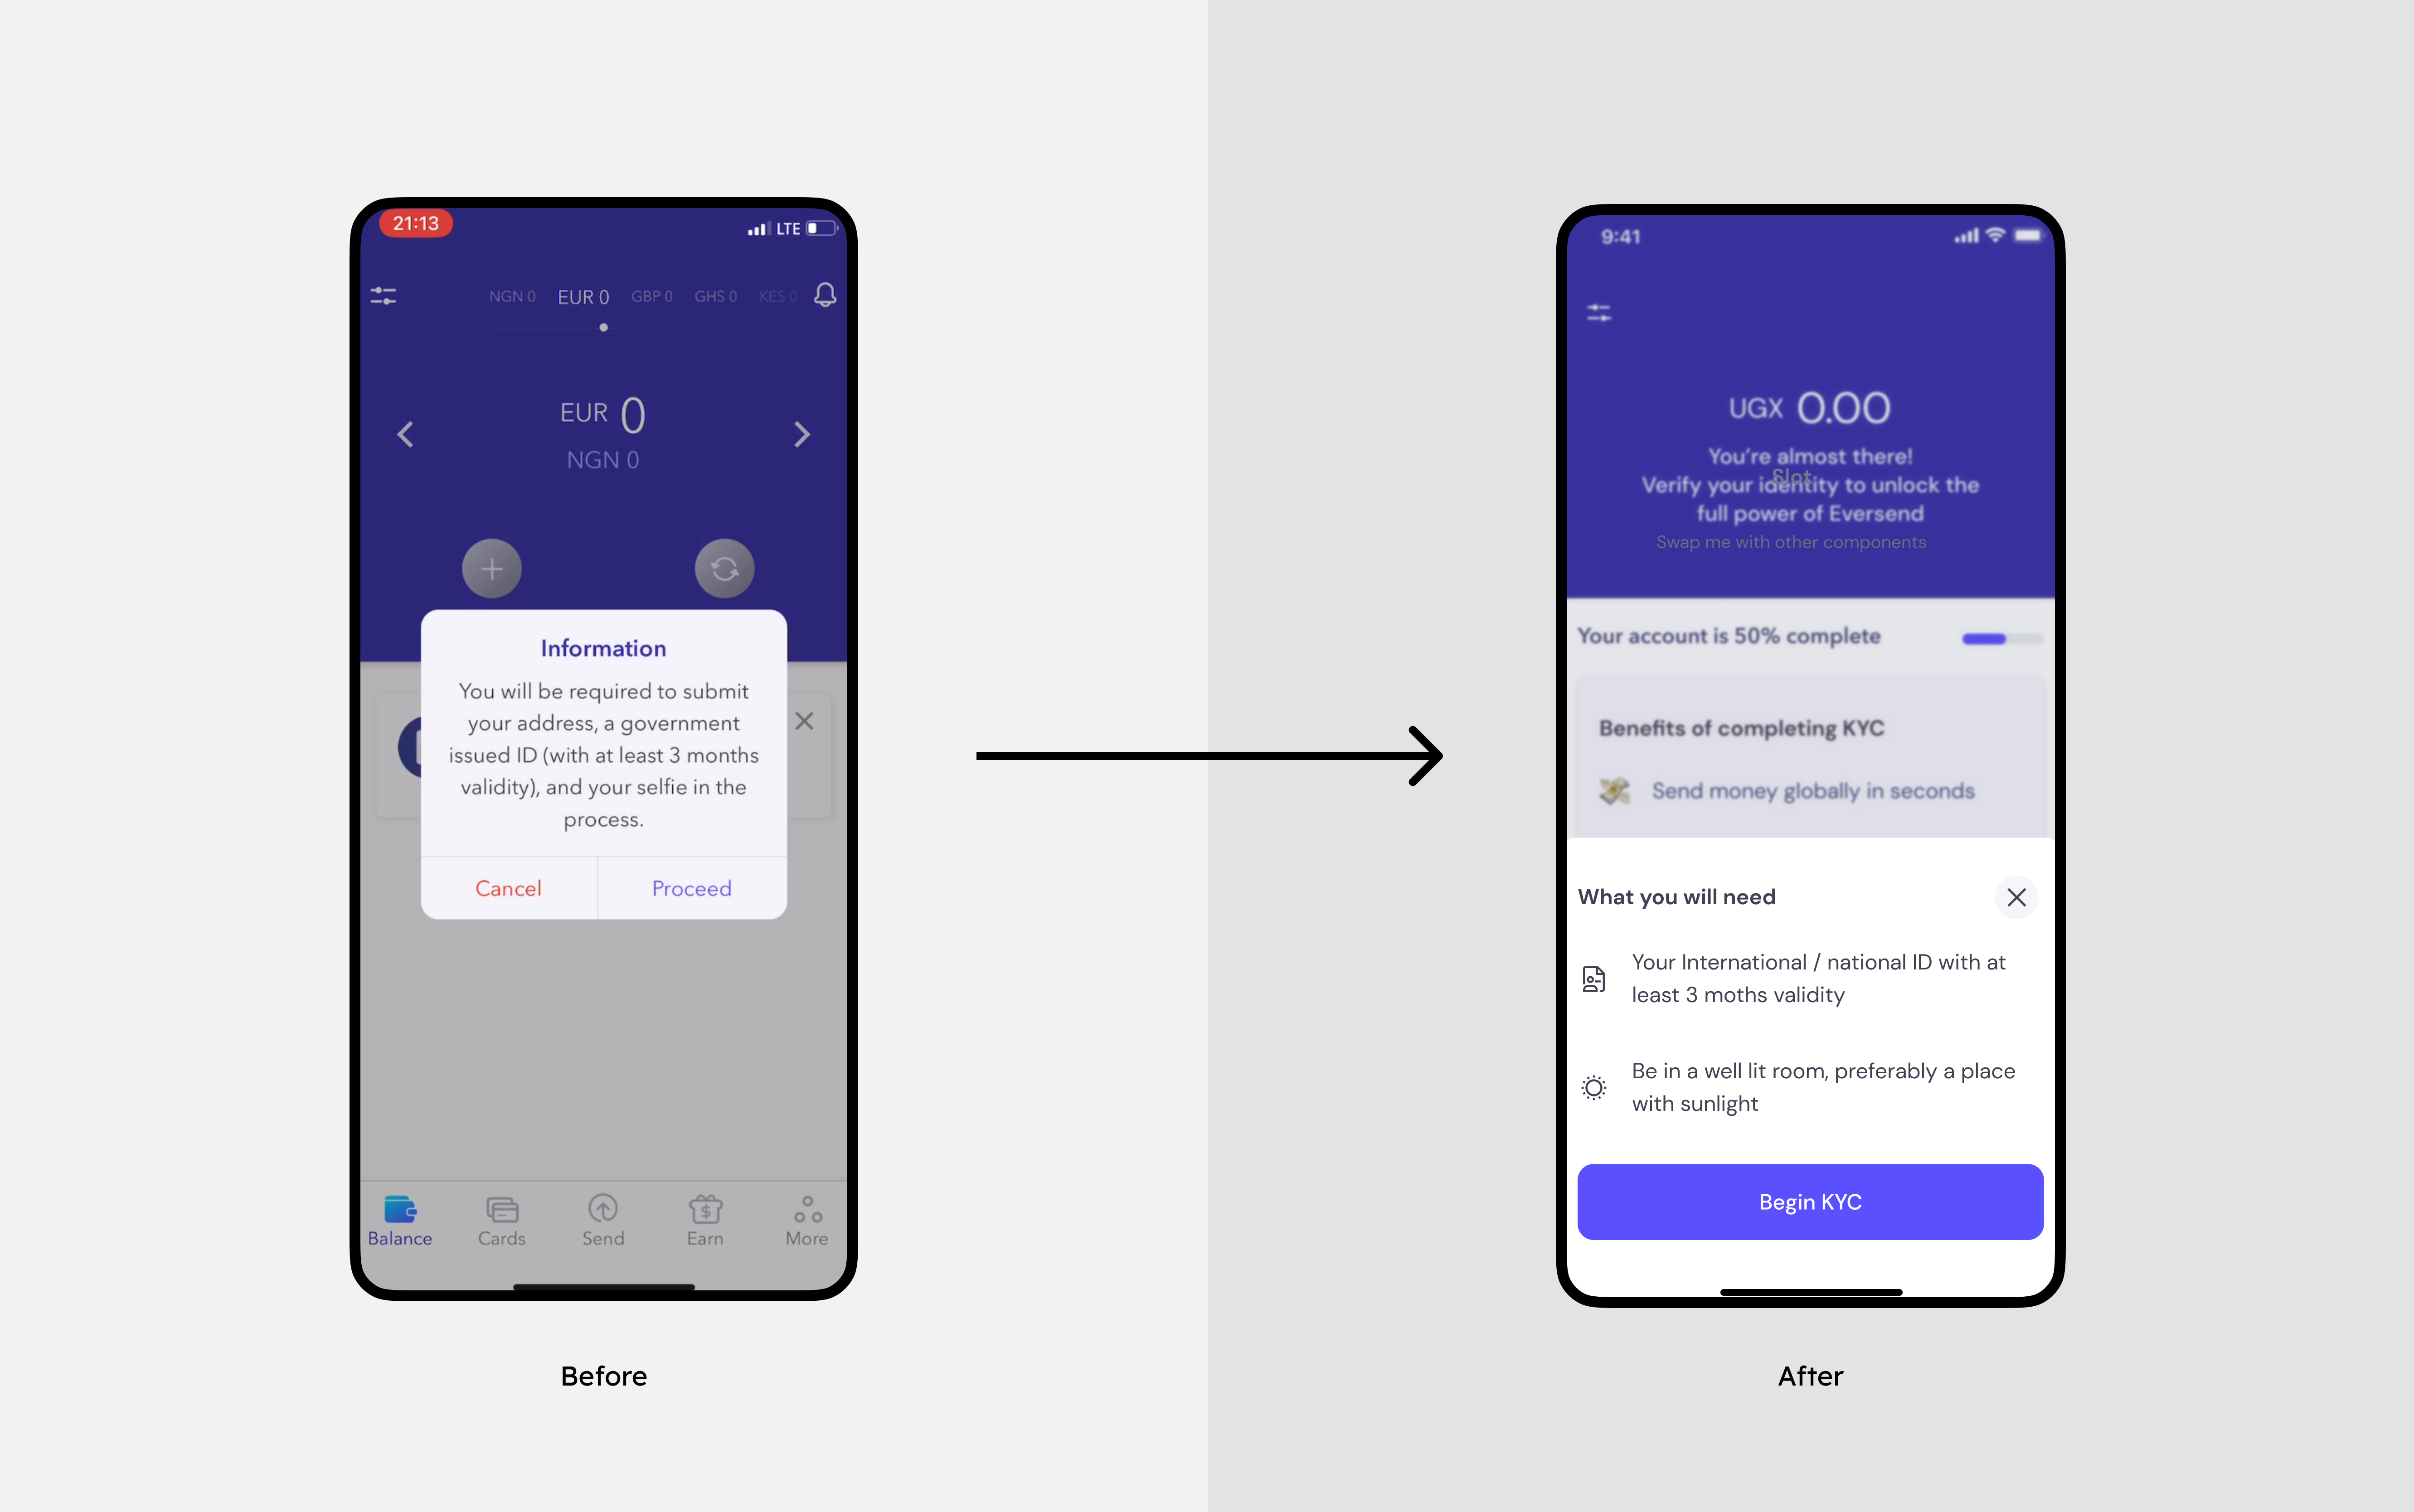 21:13
LTE
NGN 0 EUR 0 GBP 0 GHS 0 KES 0
EUR 0
NGN 0
Information
You will be required to submit
your address, a government
issued ID (with at least 3 months
validity), and your selfie in the
process.
Cancel Proceed
Balance Cards Send Earn More
Before
9:41
UGX 0.00
You're almost there!
Slot
Verify your identity to unlock the
full power of Eversend
Swap me with other components
Your account is 50% complete
Benefits of completing KYC
Send money globally in seconds
What you will need
Your International / national ID with at
least 3 moths validity
Be in a well lit room, preferably a place
with sunlight
Begin KYC
After